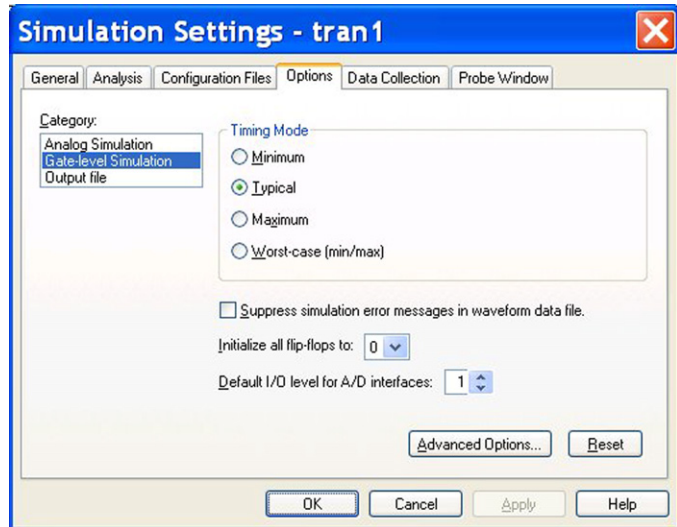 Simulation Settings - tran1
General Analysis Configuration Files Options Data Collection Probe Window
Category:
Analog Simulation
Gate-level Simulation
Output file
Timing Mode
Minimum
Typical
Maximum
Worst-case (min/max)
Suppress simulation error messages in waveform data file.
Initialize all flip-flops to: 0
Default I/O level for A/D interfaces: 1
Advanced Options... Reset
OK Cancel Apply Help